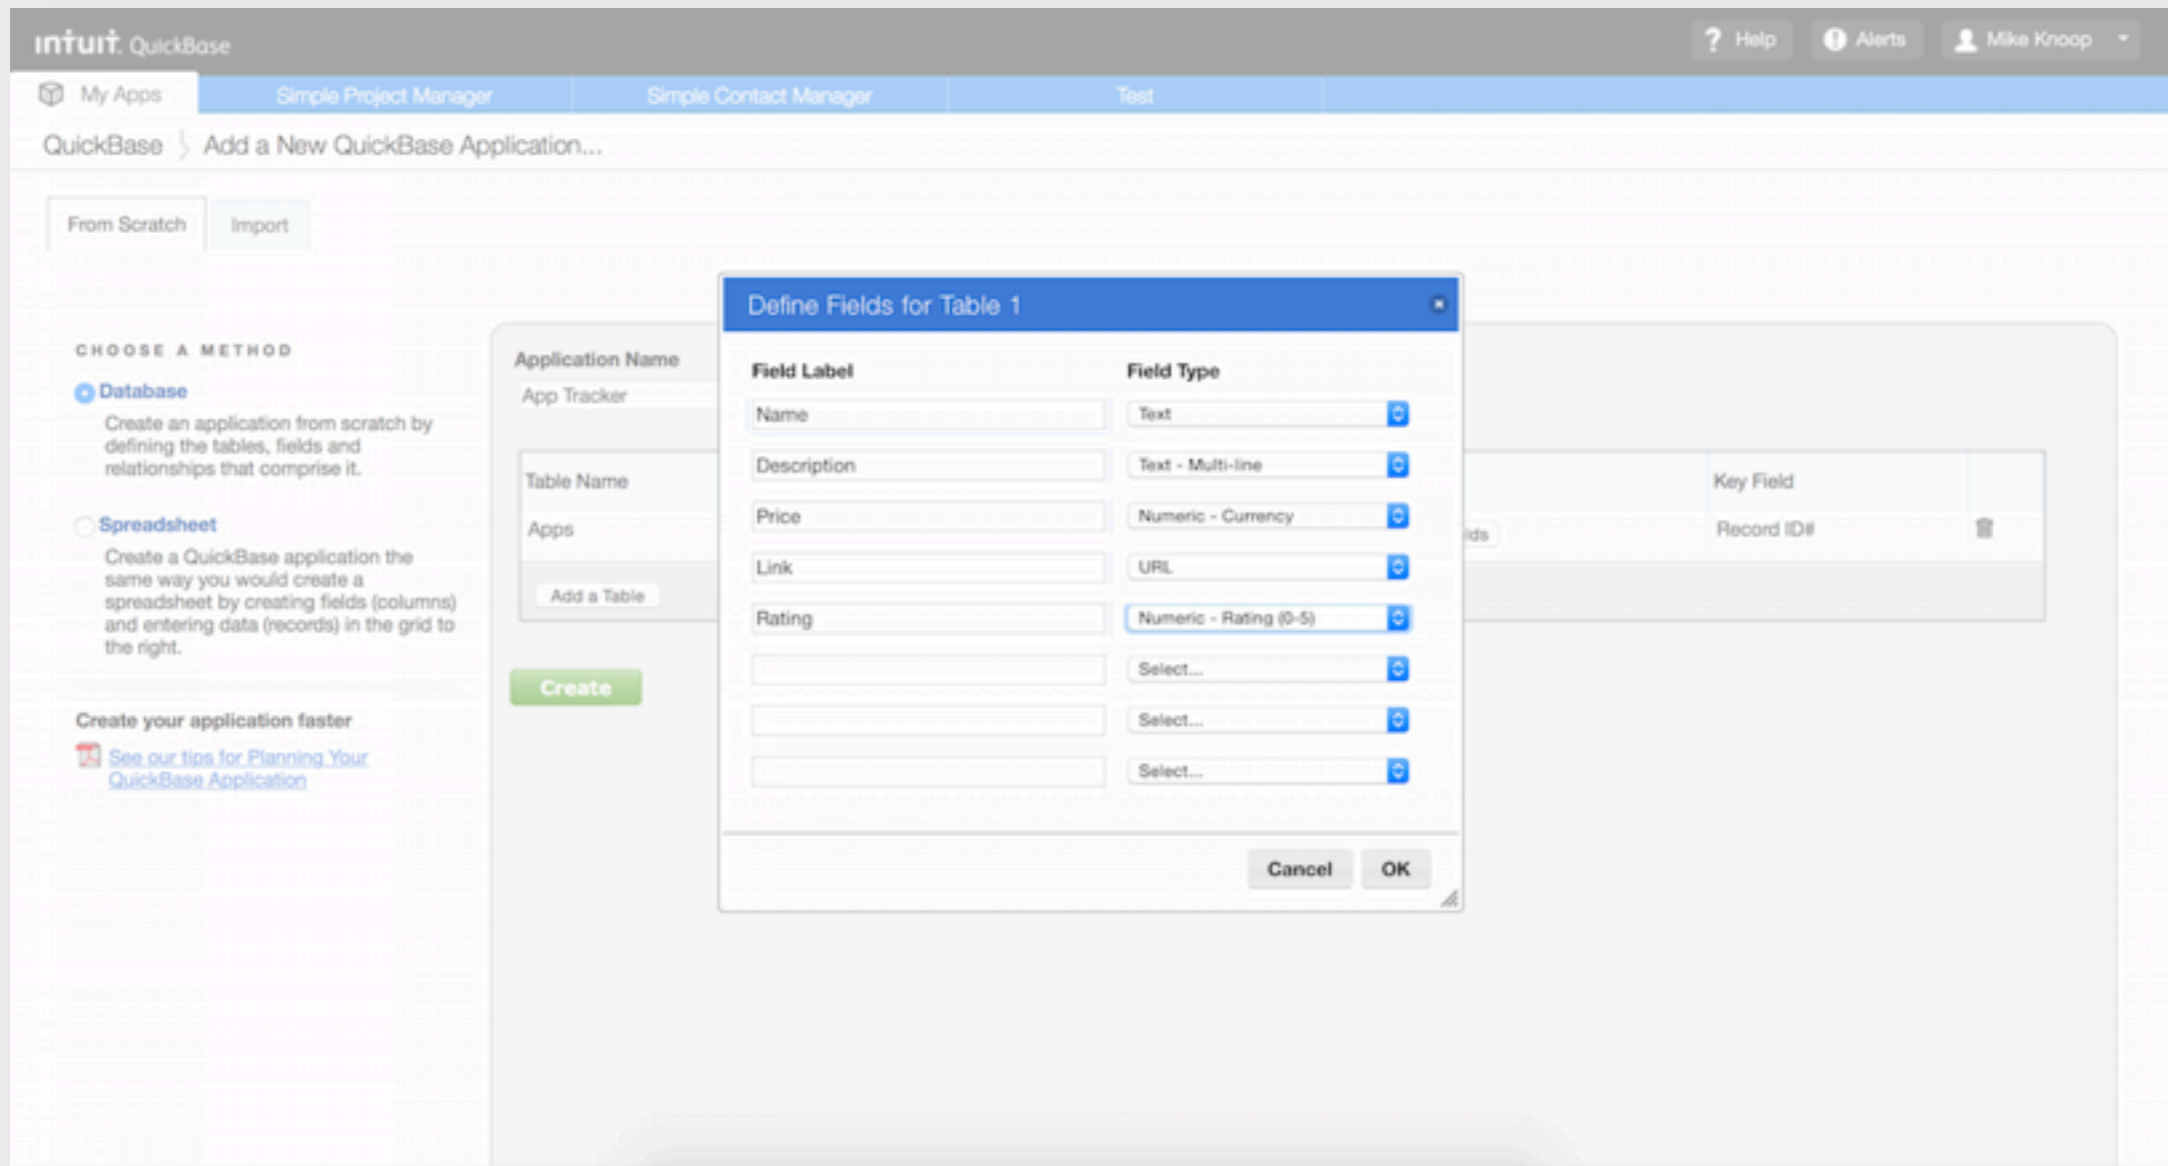 intuit. QuickBase
? Help
Alerts
Mike Knoop
My Apps
Simple Project Manager
Simple Contact Manager
Test
QuickBase
Add a New QuickBase Application...
From Scratch
Import
CHOOSE A METHOD
Database
Create an application from scratch by
defining the tables, fields and
relationships that comprise it.
Spreadsheet
Create a QuickBase application the
same way you would create a
spreadsheet by creating fields (columns)
and entering data (records) in the grid to
the right.
Create your application faster
See our tips for Planning Your
QuickBase Application
Application Name
App Tracker
Table Name
Key Field
Apps
lds
Record ID#
Add a Table
Create
Define Fields for Table 1
Field Label
Field Type
Name
Text
Description
Text - Multi-line
Price
Numeric - Currency
Link
URL
Rating
Numeric - Rating (0-5)
Select...
Select...
Select...
Cancel
OK